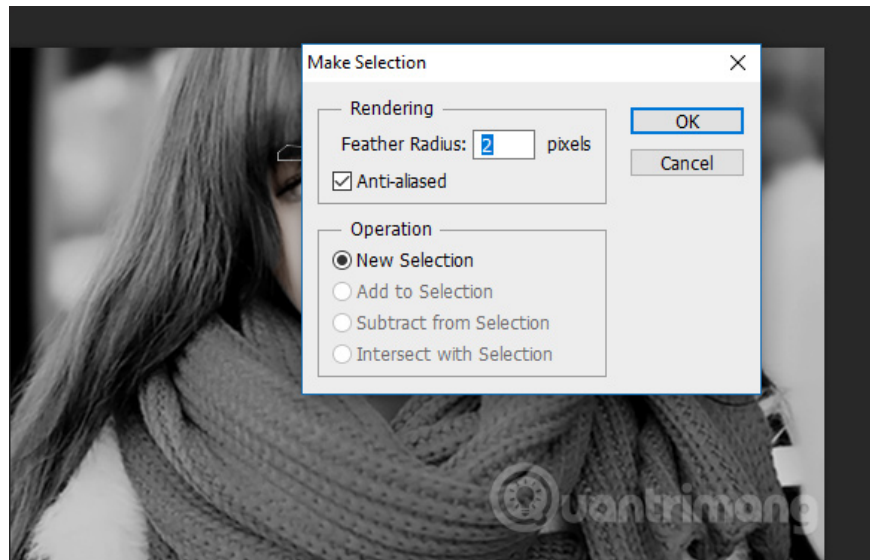 Make Selection
Rendering
Feather Radius: 2 pixels
Anti-aliased
OK
Cancel
Operation
New Selection
Add to Selection
Subtract from Selection
Intersect with Selection
Quantrimang